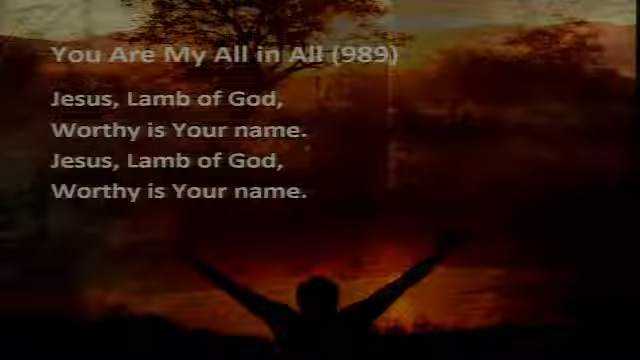 You Are My All in All (989)
Jesus, Lamb of God,
Worthy is Your name.
Jesus, Lamb of God,
Worthy is Your name.